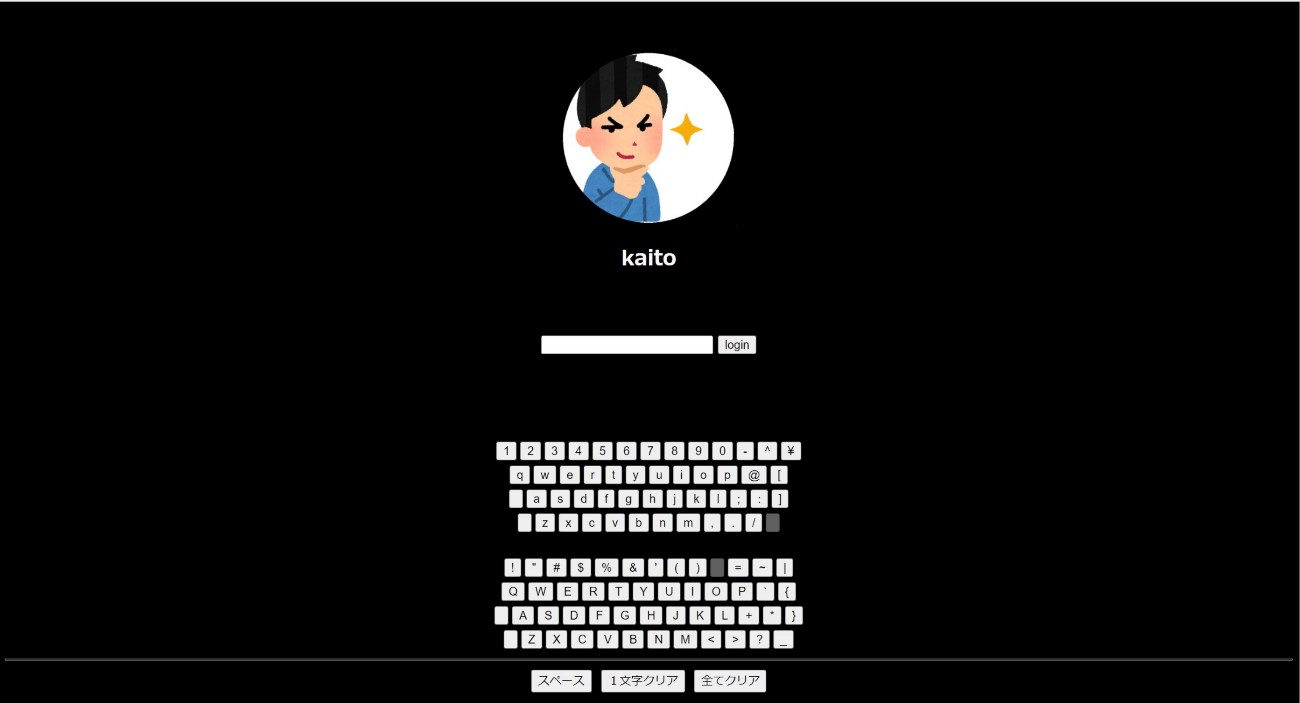 kaito
login
1 2 3 4 5 6 7 8 9 0 - ^ ¥
q w e r t y u i o p @ [
a s d f g h j k l ; : ]
z x c v b n m , . /
! " # $ % & ' ( ) = ~ |
Q W E R T Y U I O P ` {
A S D F G H J K L + * }
Z X C V B N M < > ? _
スペース 1文字クリア 全てクリア